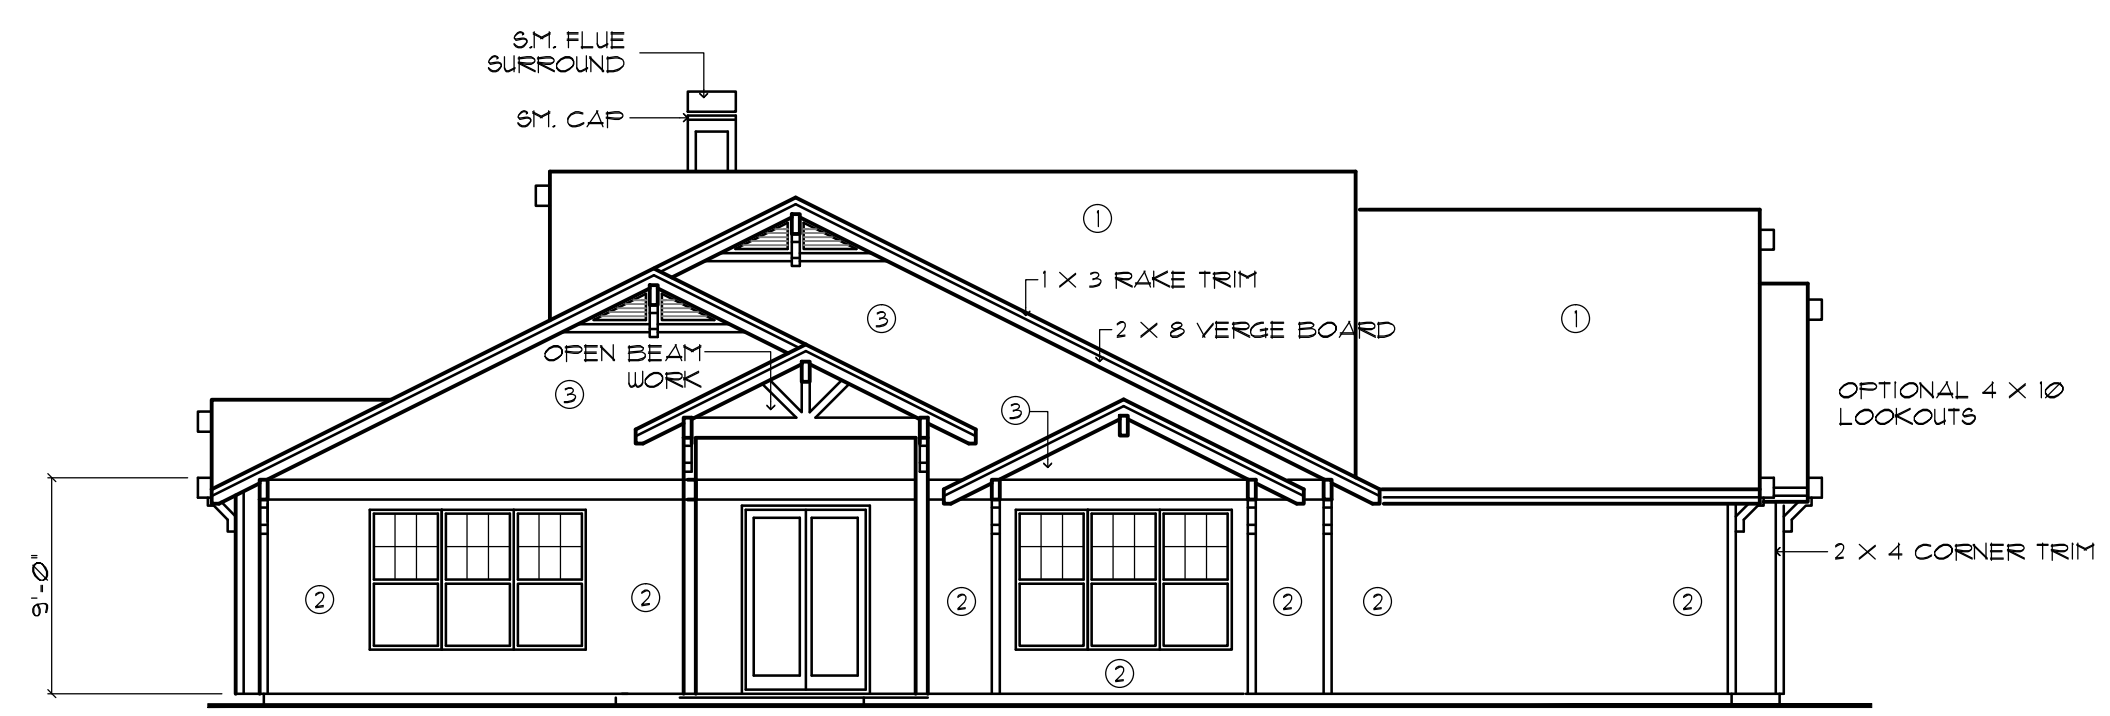 S.M. FLUE
SURROUND
SM. CAP
1
1 X 3 RAKE TRIM
3
2 X 8 VERGE BOARD
1
OPEN BEAM
WORK
3
3
OPTIONAL 4 X 10
LOOKOUTS
9'-0"
2 X 4 CORNER TRIM
2
2
2
2
2
2
2